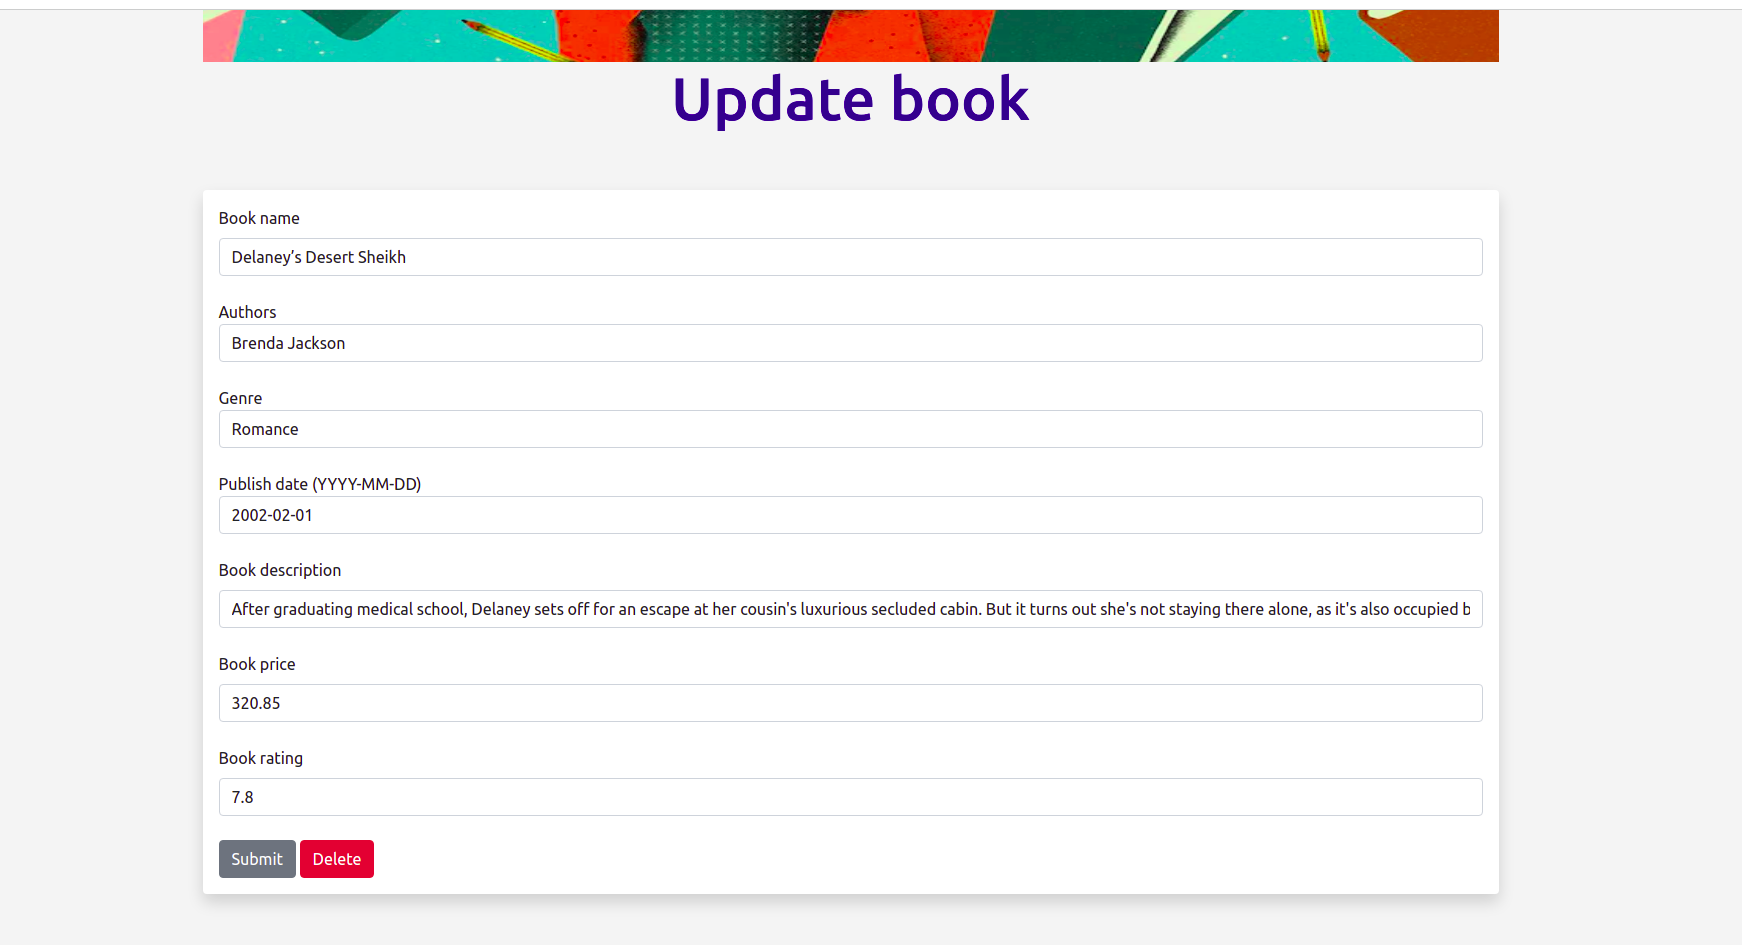 Update book
Book name
Delaney’s Desert Sheikh
Authors
Brenda Jackson
Genre
Romance
Publish date (YYYY-MM-DD)
2002-02-01
Book description
After graduating medical school, Delaney sets off for an escape at her cousin's luxurious secluded cabin. But it turns out she's not staying there alone, as it's also occupied b
Book price
320.85
Book rating
7.8
Submit Delete